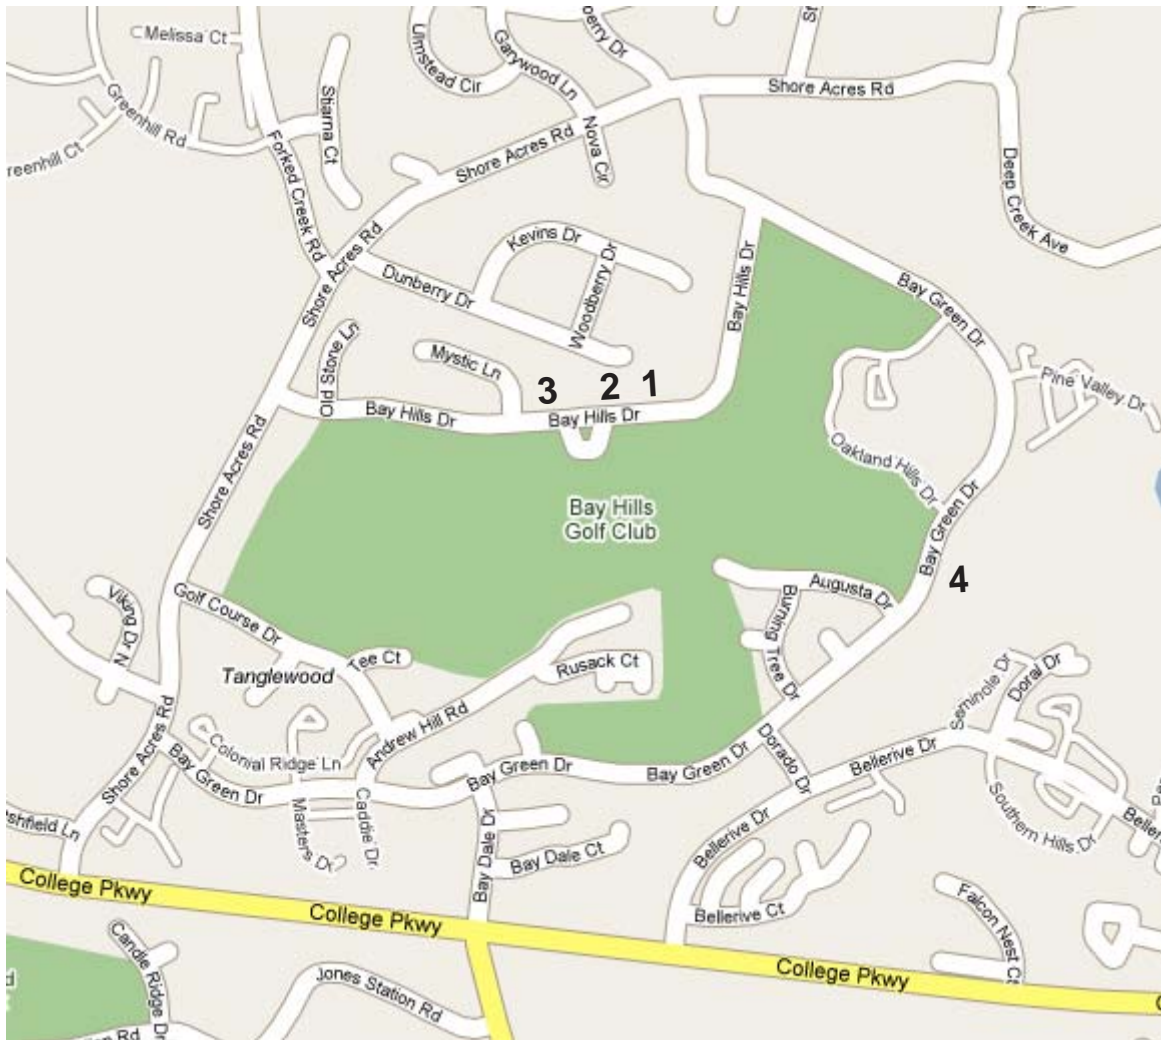 Melissa Ct
Ulmstead Cir
Garywood Ln
Shore Acres Rd
Greenhill Rd
Stiarna Ct
Nova Cir
Shore Acres Rd
Forked Creek Rd
Deep Creek Ave
Kevins Dr
Shore Acres Rd
Dunberry Dr
Woodberry Dr
Bay Hills Dr
Bay Green Dr
Old Stone Ln
Mystic Ln
3 2 1
Pine Valley Dr
Bay Hills Dr
Bay Hills Dr
Shore Acres Rd
Oakland Hills Dr
Bay Hills
Golf Club
Bay Green Dr
4
Viking Dr N
Golf Course Dr
Augusta Dr
Burning Tree Dr
Tee Ct
Rusack Ct
Tanglewood
Seminole Dr
Doral Dr
Shore Acres Rd
Andrew Hill Rd
Colonial Ridge Ln
Bay Green Dr
Bay Green Dr
Bay Green Dr
Dorado Dr
Bellerive Dr
Masters Dr
Caddie Dr
Bay Dale Dr
Bay Dale Ct
Bellerive Dr
Southern Hills Dr
College Pkwy
College Pkwy
Bellerive Ct
Falcon Nest Ct
College Pkwy
Candle Ridge Dr
Jones Station Rd